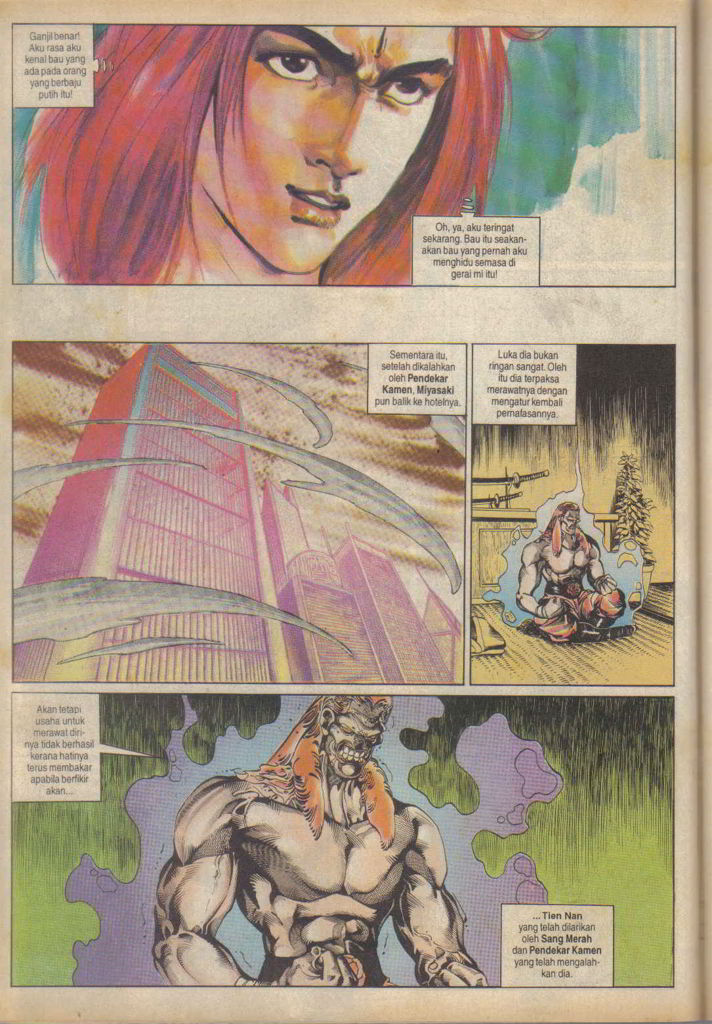 Ganjil benar!
Aku rasa aku
kenal bau yang
ada pada orang
yang berbaju
putih itu!
Oh, ya, aku teringat
sekarang. Bau itu seakan-
akan bau yang pernah aku
menghidu semasa di
gerai mi itu!
Sementara itu,
setelah dikalahkan
oleh Pendekar
Kamen, Miyasaki
pun balik ke hotelnya.
Luka dia bukan
ringan sangat. Oleh
itu dia terpaksa
merawatnya dengan
mengatur kembali
pernafasannya.
Akan tetapi
usaha untuk
merawat diri-
nya tidak berhasil
kerana hatinya
terus membakar
apabila berfikir
akan...
... Tien Nan
yang telah dilarikan
oleh Sang Merah
dan Pendekar Kamen
yang telah mengalah-
kan dia.